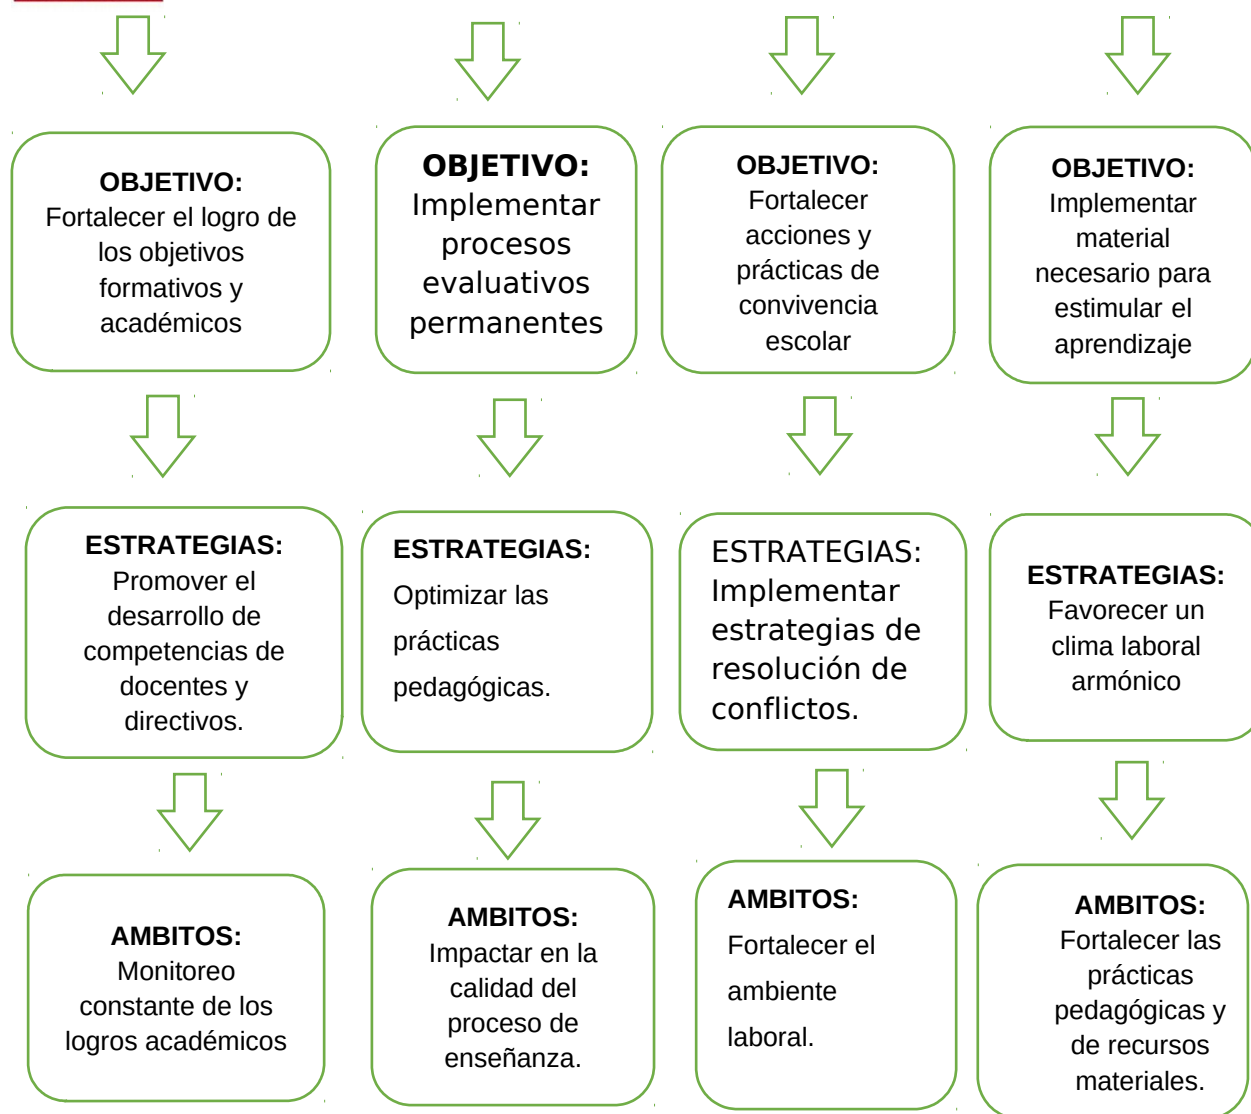 OBJETIVO:
Fortalecer el logro de
los objetivos
formativos y
académicos
OBJETIVO:
Implementar
procesos
evaluativos
permanentes
OBJETIVO:
Fortalecer
acciones y
prácticas de
convivencia
escolar
OBJETIVO:
Implementar
material
necesario para
estimular el
aprendizaje
ESTRATEGIAS:
Promover el
desarrollo de
competencias de
docentes y
directivos.
ESTRATEGIAS:
Optimizar las
prácticas
pedagógicas.
ESTRATEGIAS:
Implementar
estrategias de
resolución de
conflictos.
ESTRATEGIAS:
Favorecer un
clima laboral
armónico
AMBITOS:
Monitoreo
constante de los
logros académicos
AMBITOS:
Impactar en la
calidad del
proceso de
enseñanza.
AMBITOS:
Fortalecer el
ambiente
laboral.
AMBITOS:
Fortalecer las
prácticas
pedagógicas y
de recursos
materiales.